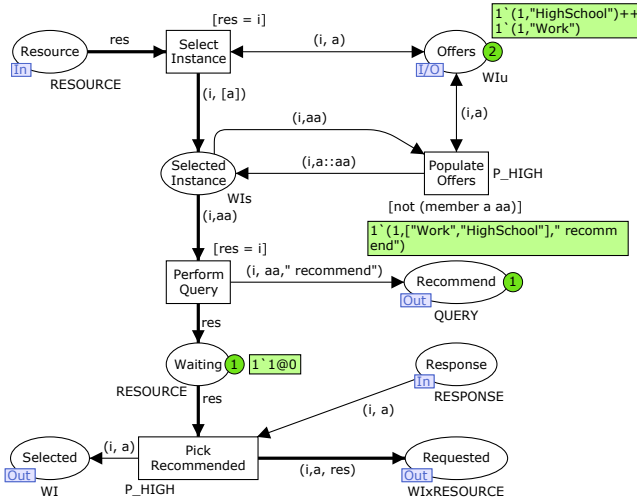 [res = i]
1`(1,"HighSchool")++
1`(1,"Work")
Resource
res
Select
Instance
(i, a)
Offers
2
In
I/O
RESOURCE
WIu
(i, [a])
(i,aa)
(i,a)
Selected
Instance
(i,a::aa)
Populate
Offers
P_HIGH
WIs
(i,aa)
[not (member a aa)]
[res = i]
1`(1,["Work","HighSchool"]," recomm
end")
Perform
Query
(i, aa," recommend")
Recommend
1
Out
QUERY
res
Waiting
1
1`1@0
Response
RESOURCE
In
RESPONSE
res
(i, a)
Selected
(i, a)
Pick
Recommended
(i,a, res)
Requested
Out
Out
WI
P_HIGH
WIxRESOURCE